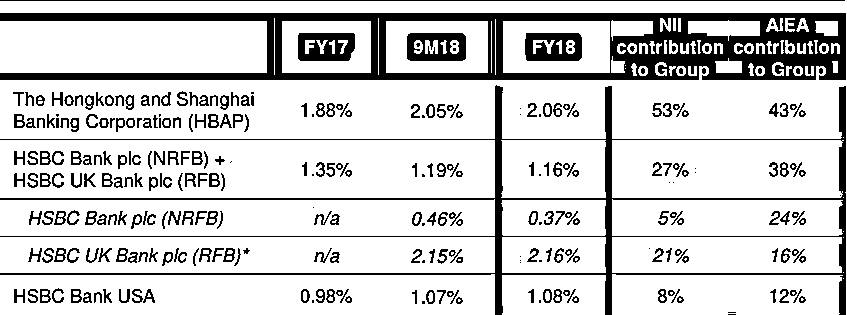 FY17 9M18 FY18 NII contribution to Group AIEA contribution to Group
The Hongkong and Shanghai Banking Corporation (HBAP) 1.88% 2.05% 2.06% 53% 43%
HSBC Bank plc (NRFB) + HSBC UK Bank plc (RFB) 1.35% 1.19% 1.16% 27% 38%
HSBC Bank plc (NRFB) n/a 0.46% 0.37% 5% 24%
HSBC UK Bank plc (RFB)* n/a 2.15% 2.16% 21% 16%
HSBC Bank USA 0.98% 1.07% 1.08% 8% 12%